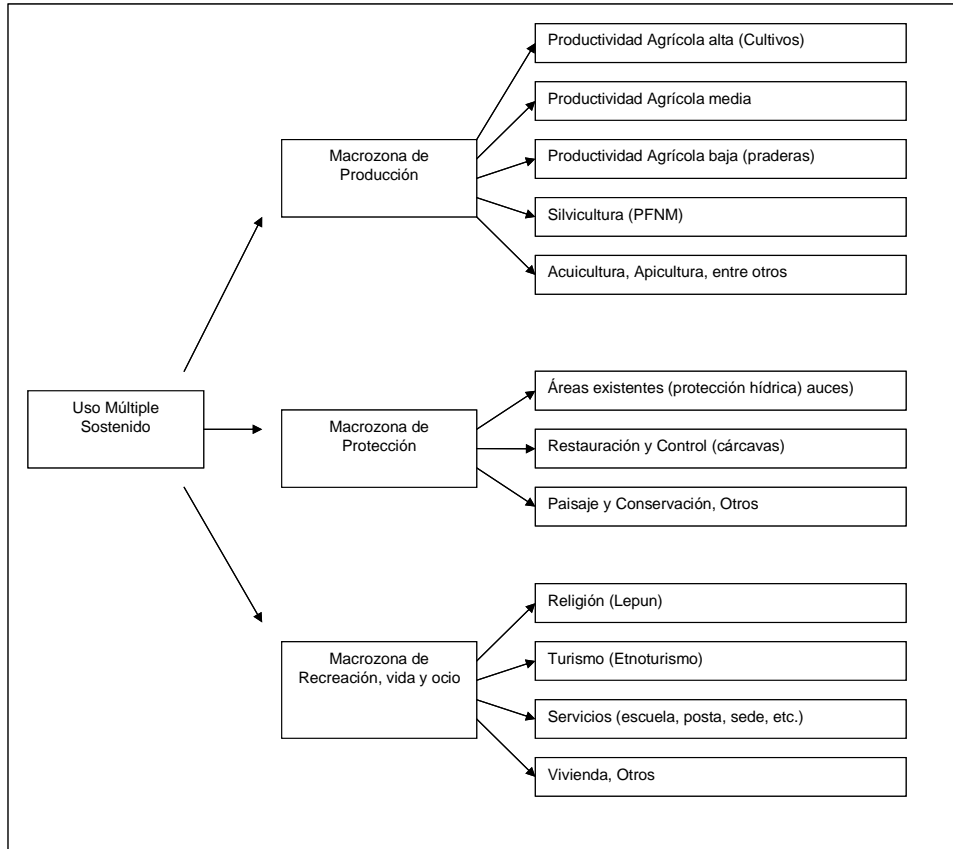 Uso Múltiple
Sostenido
Macrozona de
Producción
Productividad Agrícola alta (Cultivos)
Productividad Agrícola media
Productividad Agrícola baja (praderas)
Silvicultura (PFNM)
Acuicultura, Apicultura, entre otros
Macrozona de
Protección
Áreas existentes (protección hídrica) auces)
Restauración y Control (cárcavas)
Paisaje y Conservación, Otros
Macrozona de
Recreación, vida y ocio
Religión (Lepun)
Turismo (Etnoturismo)
Servicios (escuela, posta, sede, etc.)
Vivienda, Otros